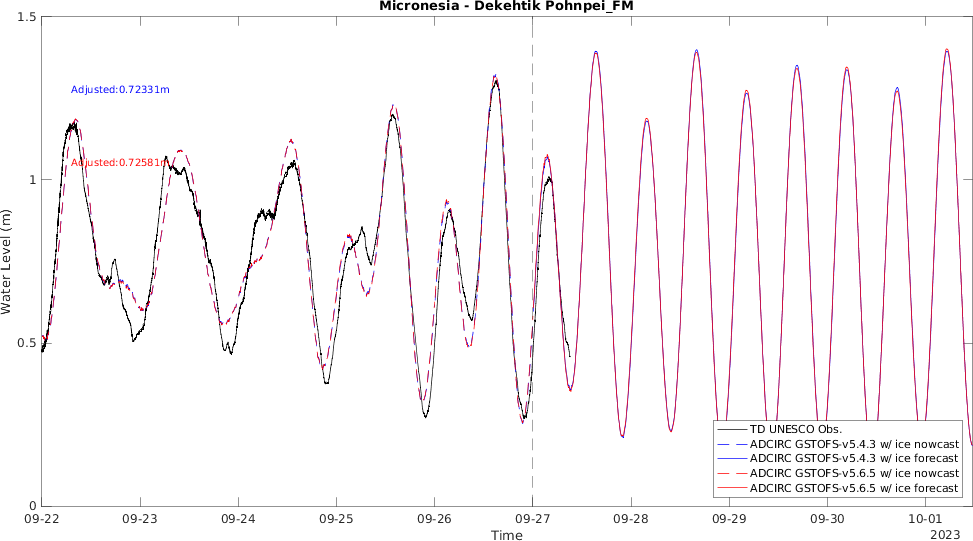 Micronesia - Dekehtik Pohnpei_FM
1.5
1
0.5
0
Water Level (m)
Adjusted:0.72331m
Adjusted:0.72581m
TD UNESCO Obs.
ADCIRC GSTOFS-v5.4.3 w/ ice nowcast
ADCIRC GSTOFS-v5.4.3 w/ ice forecast
ADCIRC GSTOFS-v5.6.5 w/ ice nowcast
ADCIRC GSTOFS-v5.6.5 w/ ice forecast
09-22 09-23 09-24 09-25 09-26 09-27 09-28 09-29 09-30 10-01
Time
2023